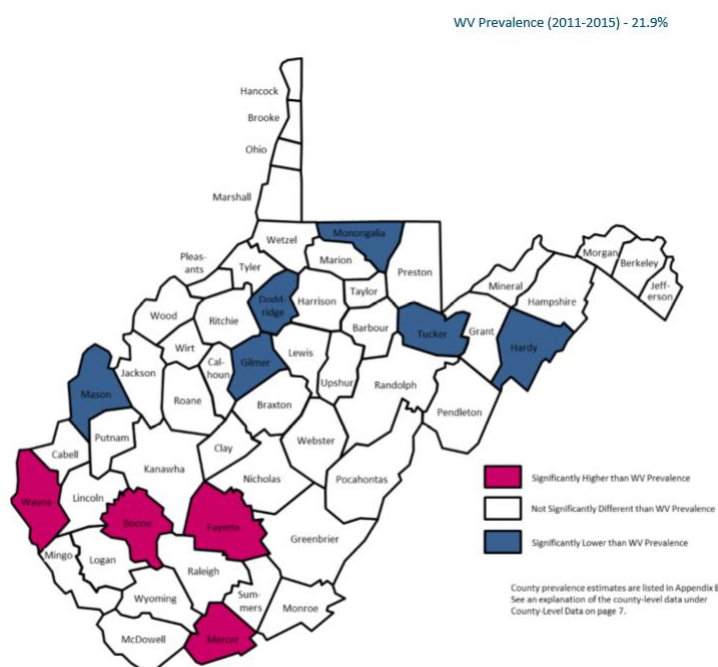 WV Prevalence (2011-2015) - 21.9%
Hancock
Brooke
Ohio
Marshall
Wetzel
Monongalia
Marion
Pleas-
ants
Tyler
Preston
Morgan
Berkeley
Jeff-
erson
Mineral
Hampshire
Wood
Ritchie
Dodd-
ridge
Harrison
Taylor
Barbour
Tucker
Grant
Hardy
Wirt
Cal-
houn
Gilmer
Lewis
Upshur
Randolph
Jackson
Mason
Roane
Braxton
Pendleton
Putnam
Cabell
Clay
Webster
Kanawha
Nicholas
Pocahontas
Wayne
Lincoln
Boone
Fayette
Greenbrier
Mingo
Logan
Raleigh
Wyoming
Sum-
mers
Monroe
McDowell
Mercer
Significantly Higher than WV Prevalence
Not Significantly Different than WV Prevalence
Significantly Lower than WV Prevalence
County prevalence estimates are listed in Appendix E
See an explanation of the county-level data under
County-Level Data on page 7.